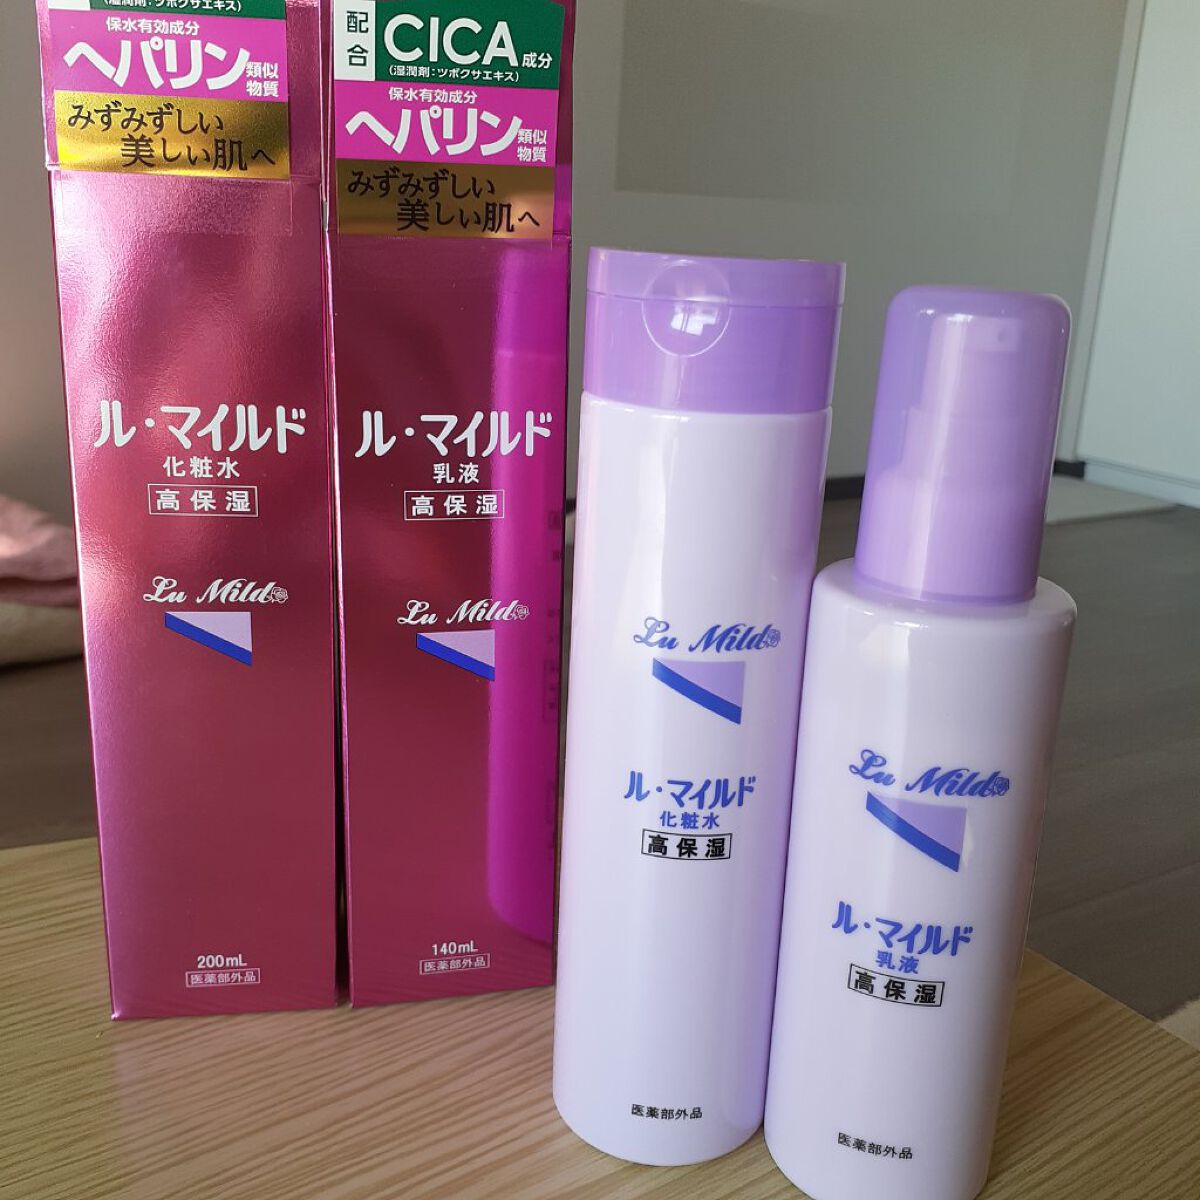 (湿潤剤:ツボクサエキス)
保水有効成分
ヘパリン類似物質
みずみずしい
美しい肌へ
ル・マイルド
化粧水
高保湿
Lu Mild
200mL
医薬部外品
配合
CICA成分
(湿潤剤:ツボクサエキス)
保水有効成分
ヘパリン類似物質
みずみずしい
美しい肌へ
ル・マイルド
乳液
高保湿
Lu Mild
140mL
医薬部外品
Lu Mild
ル・マイルド
化粧水
高保湿
医薬部外品
Lu Mild
ル・マイルド
乳液
高保湿
医薬部外品